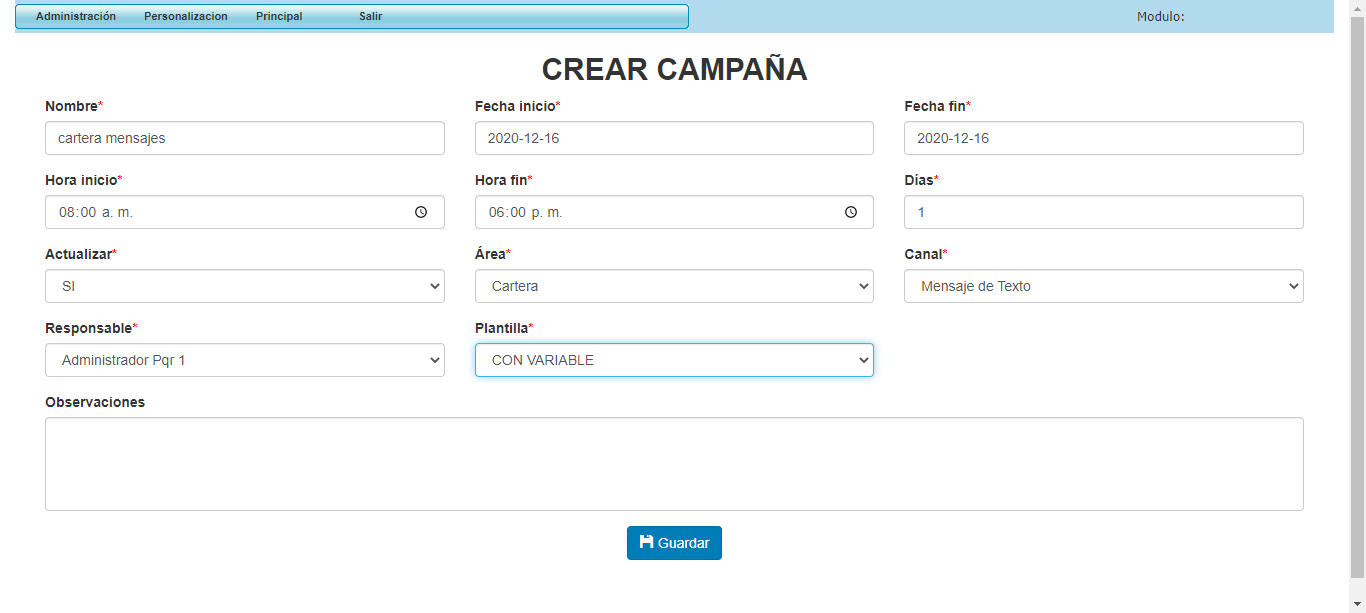 Administración Personalizacion Principal Salir Modulo:
CREAR CAMPAÑA
Nombre* Fecha inicio* Fecha fin*
cartera mensajes 2020-12-16 2020-12-16
Hora inicio* Hora fin* Días*
08:00 a. m. 06:00 p. m. 1
Actualizar* Área* Canal*
SI Cartera Mensaje de Texto
Responsable* Plantilla*
Administrador Pqr 1 CON VARIABLE
Observaciones
Guardar